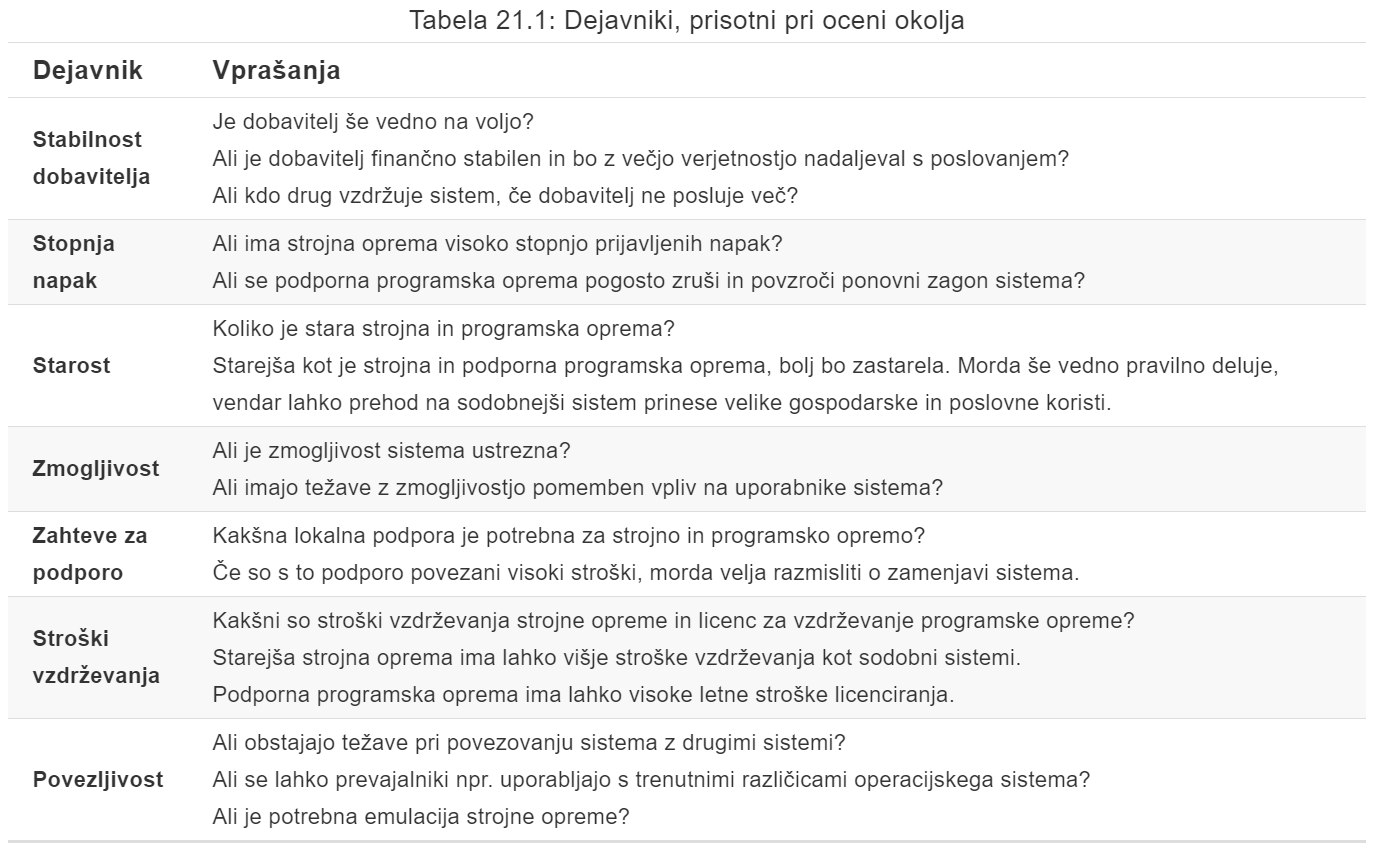 Tabela 21.1: Dejavniki, prisotni pri oceni okolja
Dejavnik Vprašanja
Stabilnost
dobavitelja
Je dobavitelj še vedno na voljo?
Ali je dobavitelj finančno stabilen in bo z večjo verjetnostjo nadaljeval s poslovanjem?
Ali kdo drug vzdržuje sistem, če dobavitelj ne posluje več?
Stopnja
napak
Ali ima strojna oprema visoko stopnjo prijavljenih napak?
Ali se podporna programska oprema pogosto zruši in povzroči ponovni zagon sistema?
Starost
Koliko je stara strojna in programska oprema?
Starejša kot je strojna in podporna programska oprema, bolj bo zastarela. Morda še vedno pravilno deluje,
vendar lahko prehod na sodobnejši sistem prinese velike gospodarske in poslovne koristi.
Zmogljivost
Ali je zmogljivost sistema ustrezna?
Ali imajo težave z zmogljivostjo pomemben vpliv na uporabnike sistema?
Zahteve za
podporo
Kakšna lokalna podpora je potrebna za strojno in programsko opremo?
Če so s to podporo povezani visoki stroški, morda velja razmisliti o zamenjavi sistema.
Stroški
vzdrževanja
Kakšni so stroški vzdrževanja strojne opreme in licenc za vzdrževanje programske opreme?
Starejša strojna oprema ima lahko višje stroške vzdrževanja kot sodobni sistemi.
Podporna programska oprema ima lahko visoke letne stroške licenciranja.
Povezljivost
Ali obstajajo težave pri povezovanju sistema z drugimi sistemi?
Ali se lahko prevajalniki npr. uporabljajo s trenutnimi različicami operacijskega sistema?
Ali je potrebna emulacija strojne opreme?